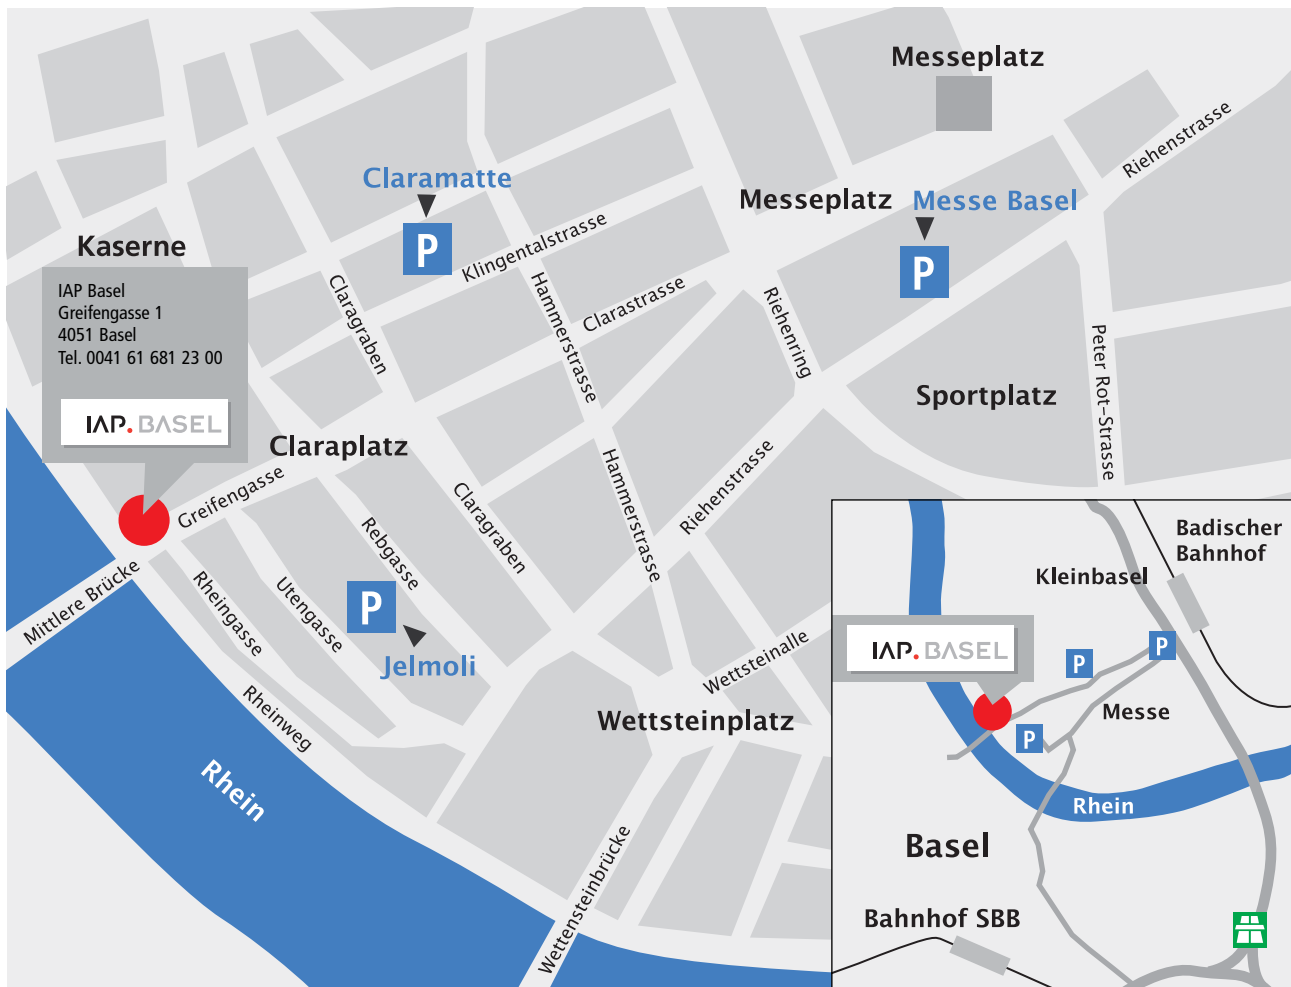 Messeplatz
Riehenstrasse
Claramatte
P
Messeplatz
Messe Basel
P
Kaserne
IAP Basel
Greifengasse 1
4051 Basel
Tel. 0041 61 681 23 00
IAP.BASEL
Klingentalstrasse
Claragraben
Hammerstrasse
Clarastrasse
Riehenring
Peter Rot-Strasse
Sportplatz
Claraplatz
Greifengasse
Claragraben
Hammerstrasse
Riehenstrasse
Rebgasse
Mittlere Brücke
Rheingasse
Utengasse
P
Jelmoli
Wettsteinalle
Wettsteinplatz
Rheinweg
Rhein
Wettensteinbrücke
Badischer
Bahnhof
Kleinbasel
IAP.BASEL
P
P
Messe
P
Rhein
Basel
Bahnhof SBB